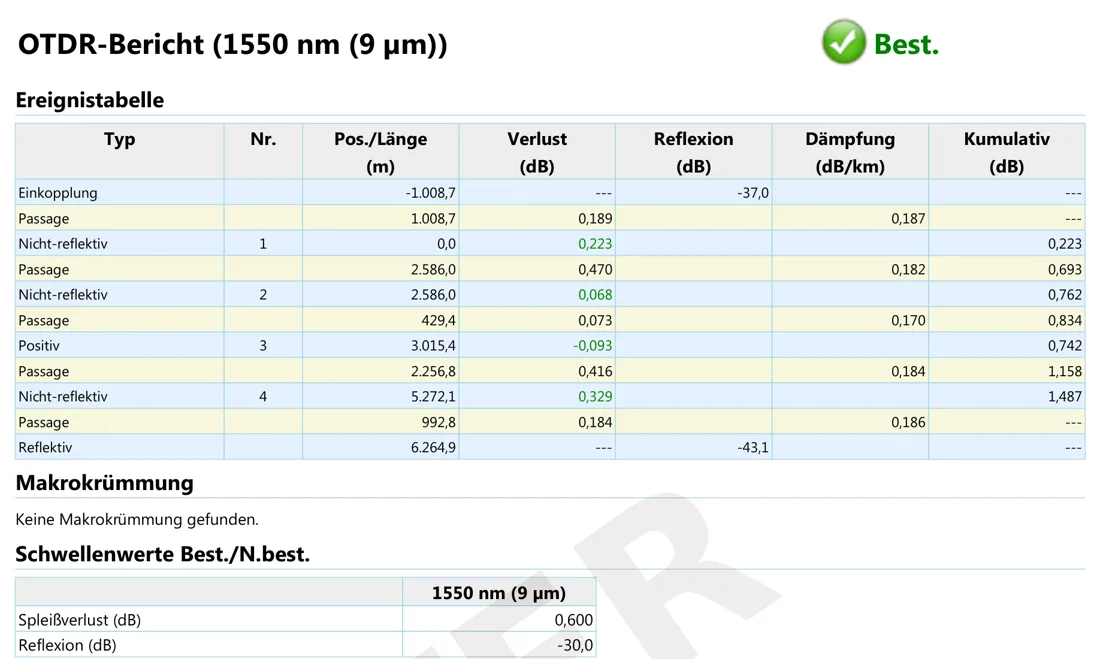 OTDR-Bericht (1550 nm (9 µm)) Best.
Ereignistabelle
Typ Nr. Pos./Länge (m) Verlust (dB) Reflexion (dB) Dämpfung (dB/km) Kumulativ (dB)
Einkopplung -1.008,7 --- -37,0 ---
Passage 1.008,7 0,189 0,187 ---
Nicht-reflektiv 1 0,0 0,223 0,223
Passage 2.586,0 0,470 0,182 0,693
Nicht-reflektiv 2 2.586,0 0,068 0,762
Passage 429,4 0,073 0,170 0,834
Positiv 3 3.015,4 -0,093 0,742
Passage 2.256,8 0,416 0,184 1,158
Nicht-reflektiv 4 5.272,1 0,329 1,487
Passage 992,8 0,184 0,186 ---
Reflektiv 6.264,9 --- -43,1 ---
Makrokrümmung
Keine Makrokrümmung gefunden.
Schwellenwerte Best./N.best.
1550 nm (9 µm)
Spleißverlust (dB) 0,600
Reflexion (dB) -30,0